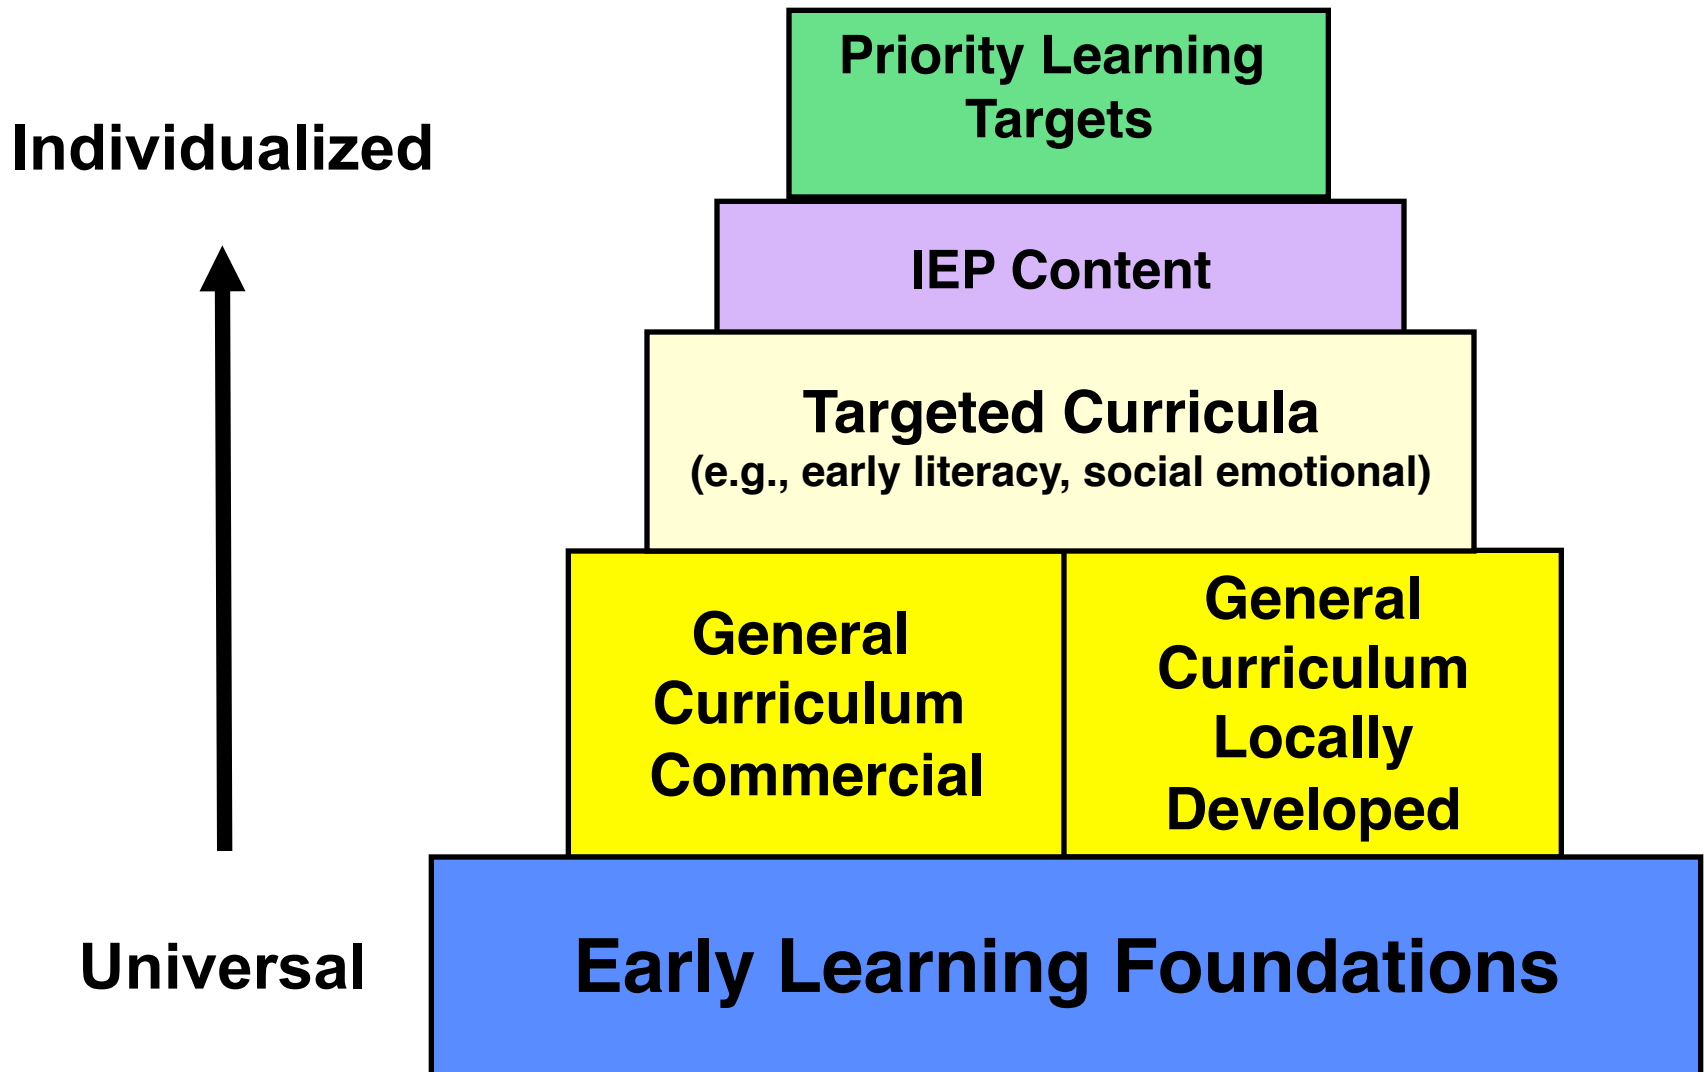 Priority Learning
Targets
Individualized
IEP Content
Targeted Curricula
(e.g., early literacy, social emotional)
General
Curriculum
Commercial
General
Curriculum
Locally
Developed
Universal
Early Learning Foundations